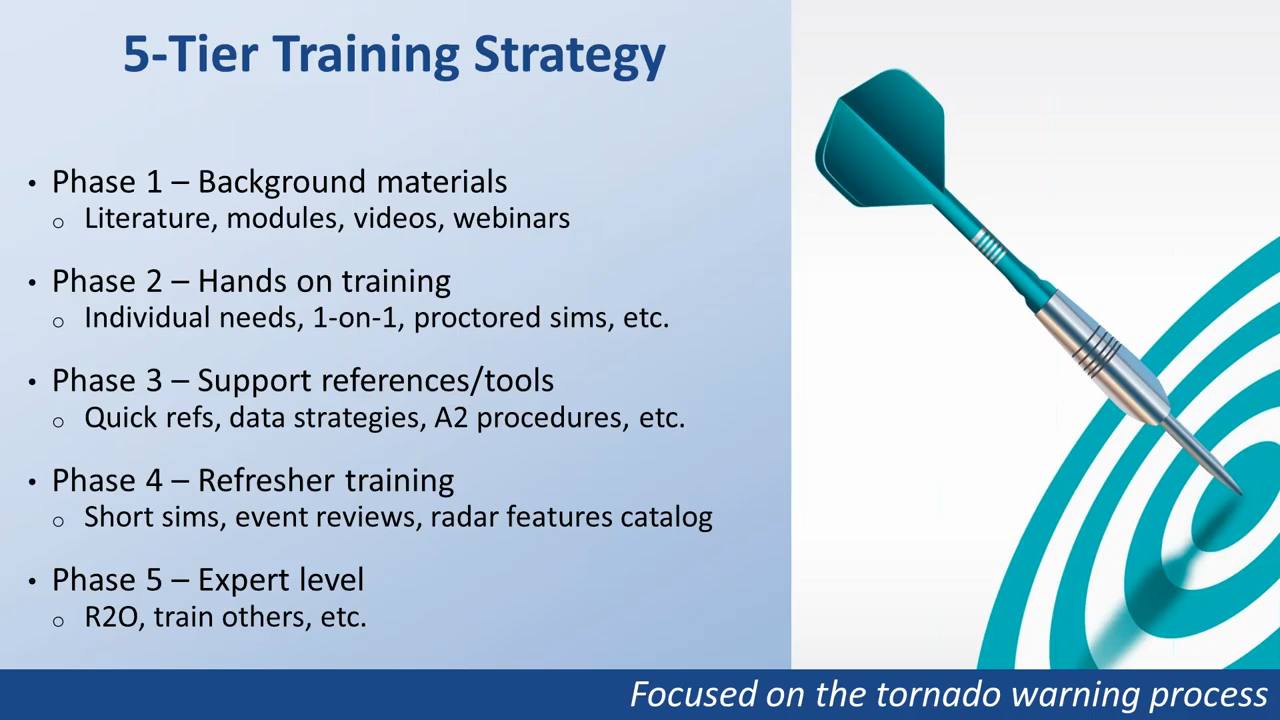 5-Tier Training Strategy
• Phase 1 – Background materials
o Literature, modules, videos, webinars
• Phase 2 – Hands on training
o Individual needs, 1-on-1, proctored sims, etc.
• Phase 3 – Support references/tools
o Quick refs, data strategies, A2 procedures, etc.
• Phase 4 – Refresher training
o Short sims, event reviews, radar features catalog
• Phase 5 – Expert level
o R2O, train others, etc.
Focused on the tornado warning process